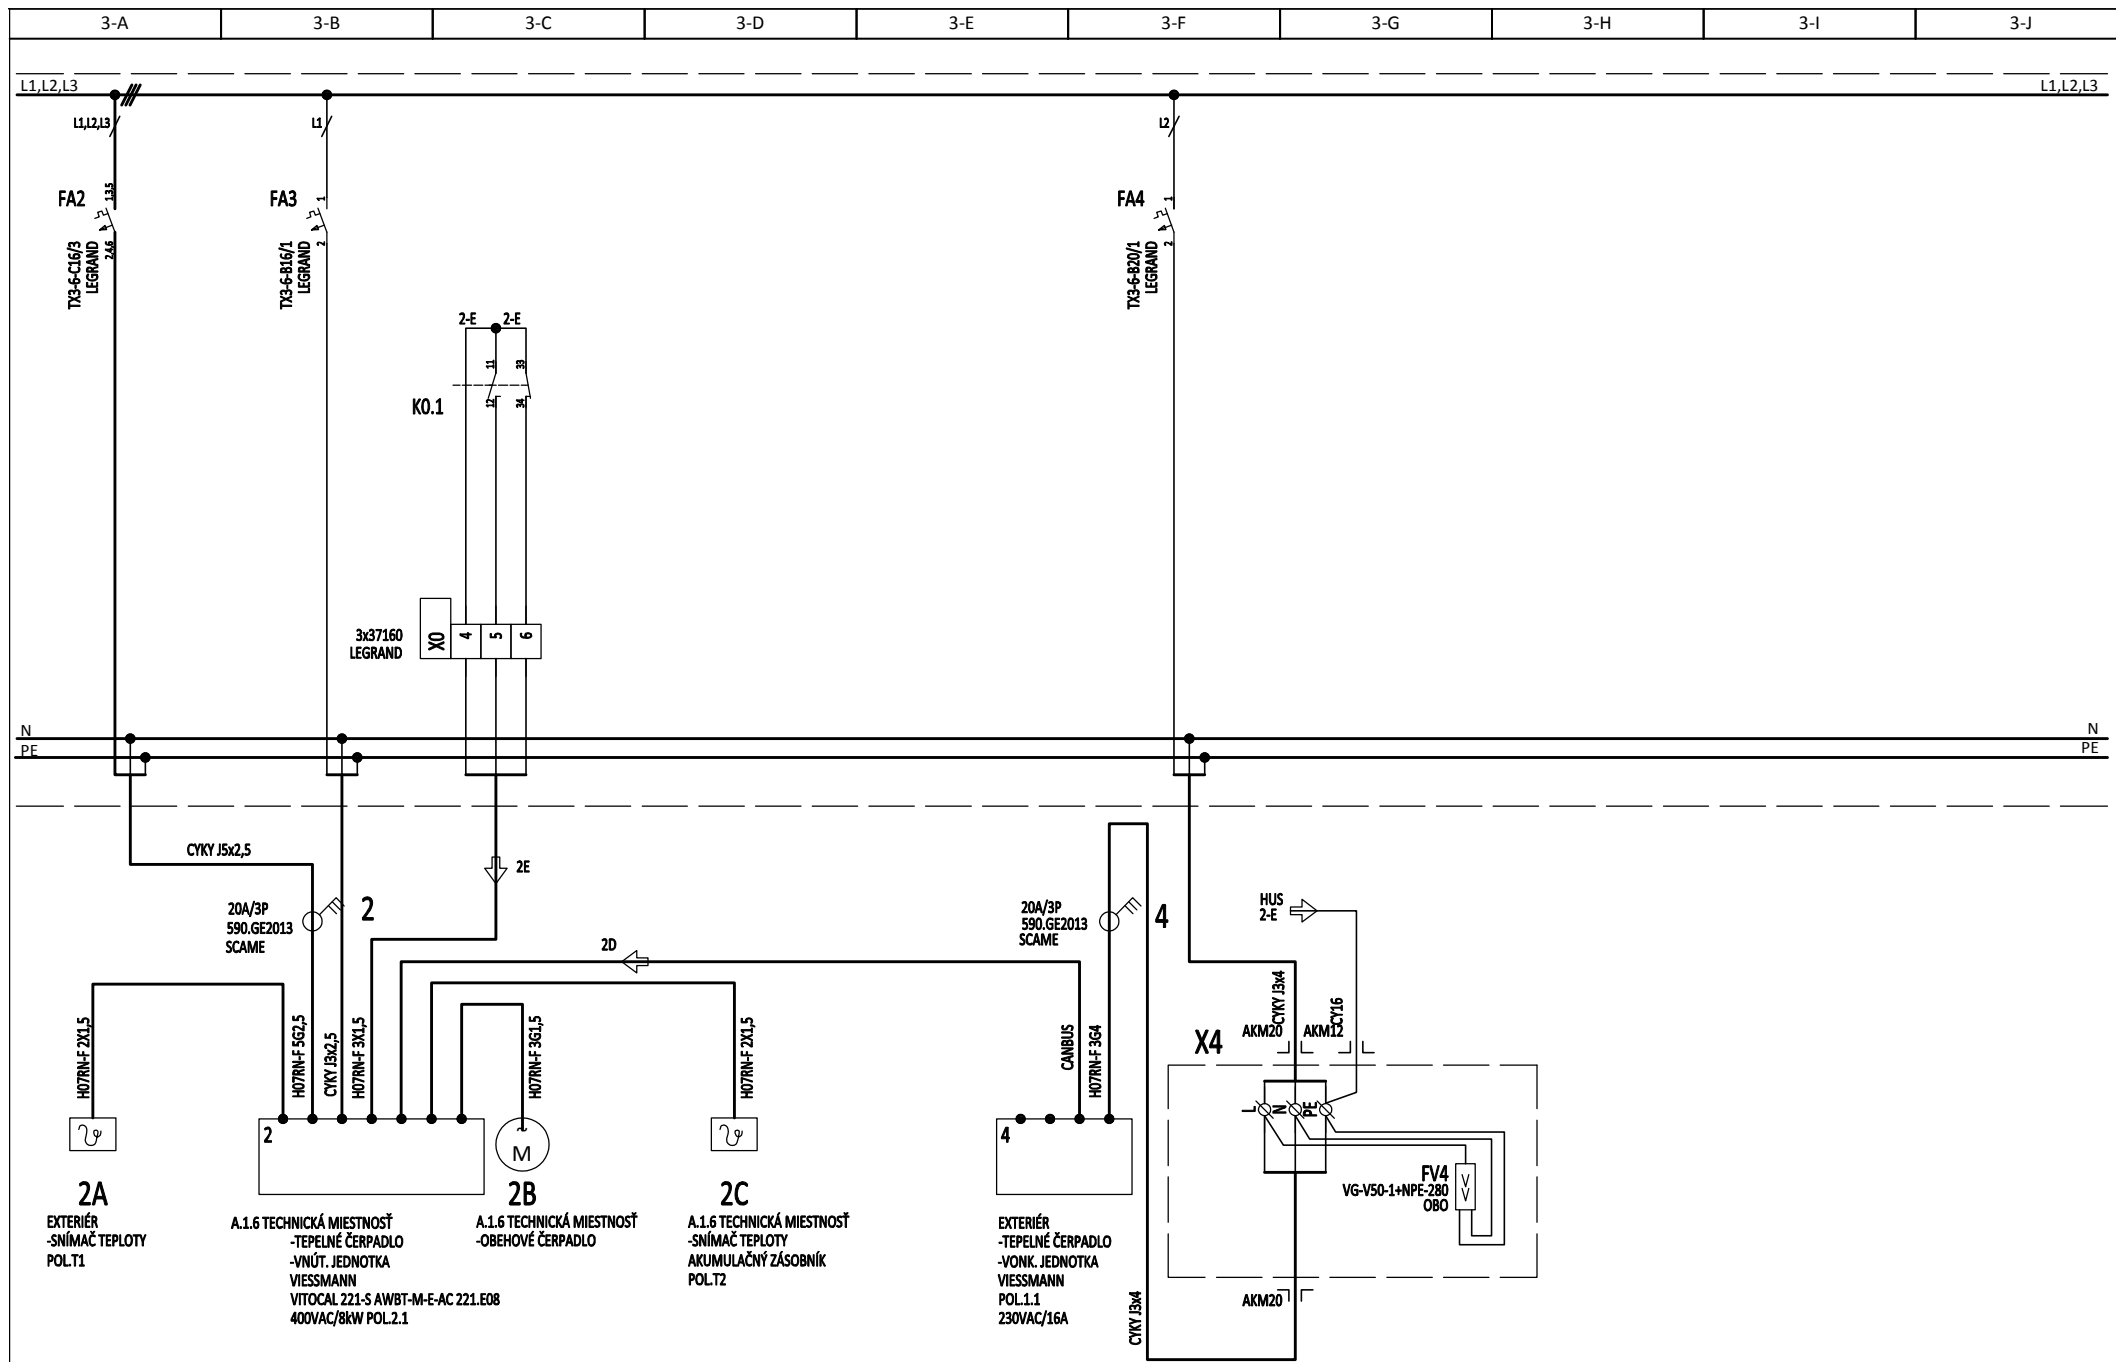 3-A
3-B
3-C
3-D
3-E
3-F
3-G
3-H
3-I
3-J
L1,L2,L3
L1,L2,L3
L1,L2,L3
L1
L2
FA2
1,3,5
2,4,6
TX3-6-C16/3
LEGRAND
FA3
1
2
TX3-6-B16/1
LEGRAND
FA4
1
2
TX3-6-B20/1
LEGRAND
2-E
2-E
11
33
12
34
K0.1
3x37160
LEGRAND
X0
4
5
6
N
N
PE
PE
CYKY J5x2,5
2E
20A/3P
590.GE2013
SCAME
2
2D
20A/3P
590.GE2013
SCAME
4
HUS
2-E
H07RN-F 2X1,5
H07RN-F 5G2,5
CYKY J3x2,5
H07RN-F 3X1,5
H07RN-F 3G1,5
H07RN-F 2X1,5
CANBUS
H07RN-F 3G4
CYKY J3x4
CY16
AKM20
AKM12
X4
L
N
PE
2
M
4
FV4
VG-V50-1+NPE-280
OBO
2A
EXTERIÉR
-SNÍMAČ TEPLOTY
POL.T1
A.1.6 TECHNICKÁ MIESTNOSŤ
-TEPELNÉ ČERPADLO
-VNÚT. JEDNOTKA
VIESSMANN
VITOCAL 221-S AWBT-M-E-AC 221.E08
400VAC/8kW POL.2.1
2B
A.1.6 TECHNICKÁ MIESTNOSŤ
-OBEHOVÉ ČERPADLO
2C
A.1.6 TECHNICKÁ MIESTNOSŤ
-SNÍMAČ TEPLOTY
AKUMULAČNÝ ZÁSOBNÍK
POL.T2
EXTERIÉR
-TEPELNÉ ČERPADLO
-VONK. JEDNOTKA
VIESSMANN
POL.1.1
230VAC/16A
CYKY J3x4
AKM20